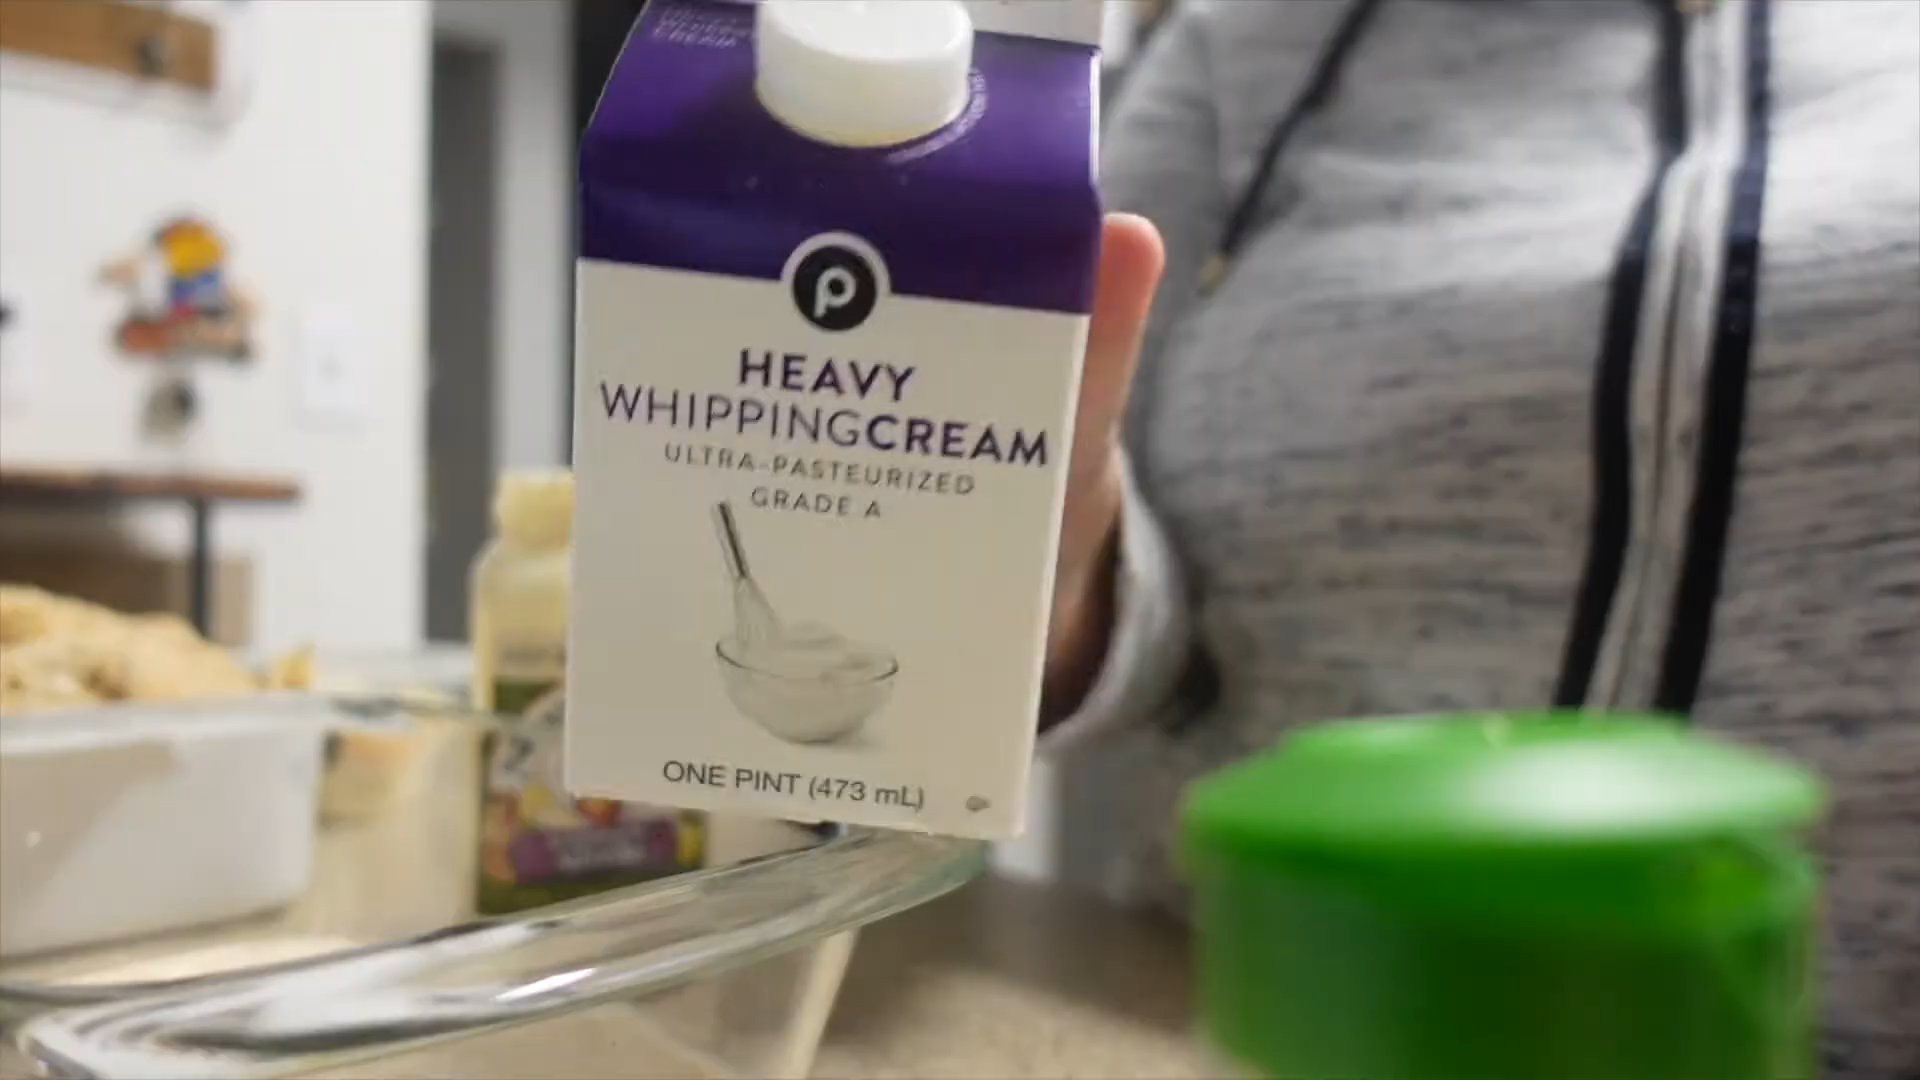 p
HEAVY
WHIPPINGCREAM
ULTRA-PASTEURIZED
GRADE A
ONE PINT (473 mL)